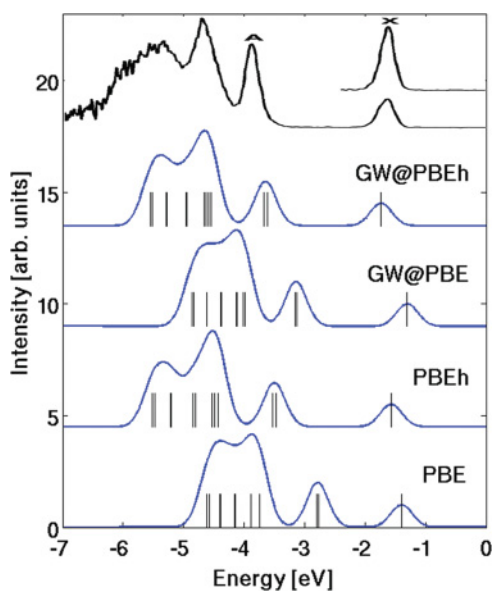 A
X
20
GW@PBEh
15
GW@PBE
10
PBEh
5
PBE
0
-7 -6 -5 -4 -3 -2 -1 0
Energy [eV]
Intensity [arb. units]